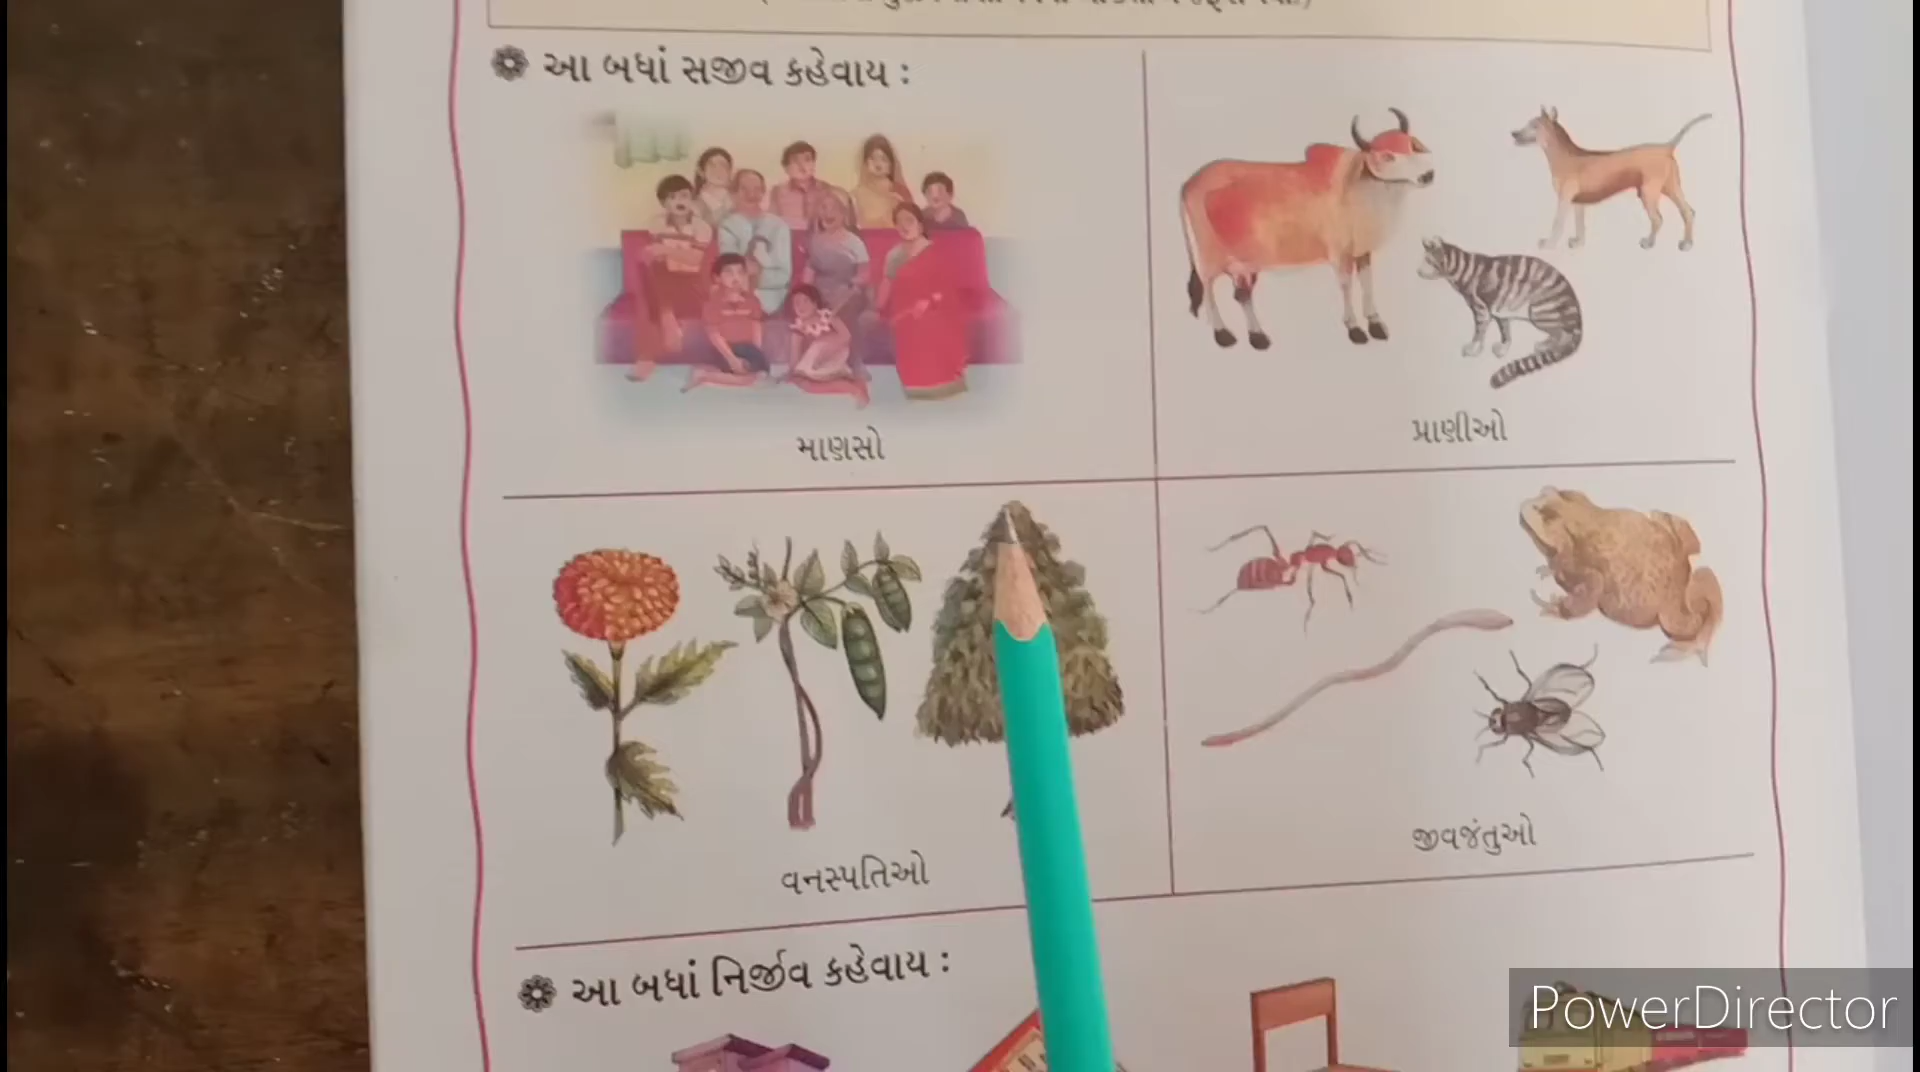 આ બધાં સજીવ કહેવાય :
માણસો
પ્રાણીઓ
વનસ્પતિઓ
જીવજંતુઓ
આ બધાં નિર્જીવ કહેવાય :
PowerDirector